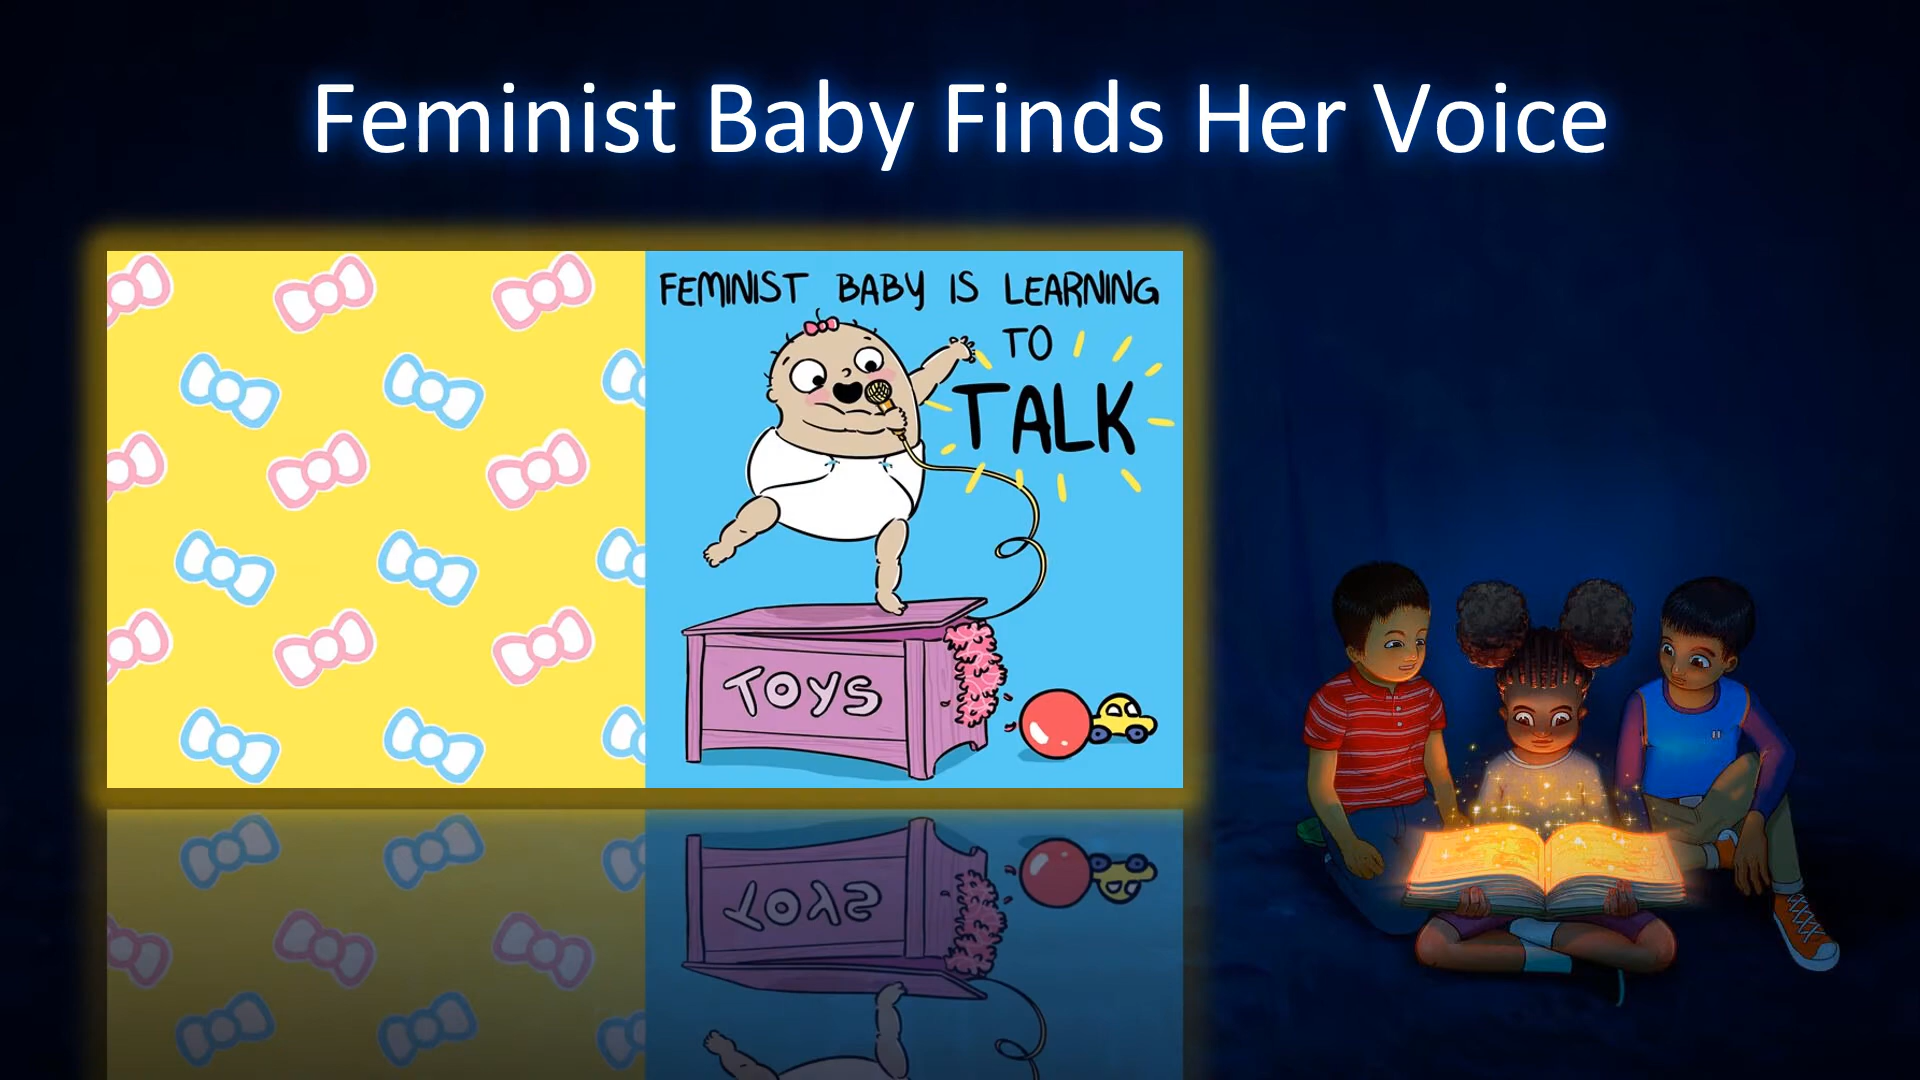 Feminist Baby Finds Her Voice
FEMINIST BABY IS LEARNING
TO
TALK
TOYS